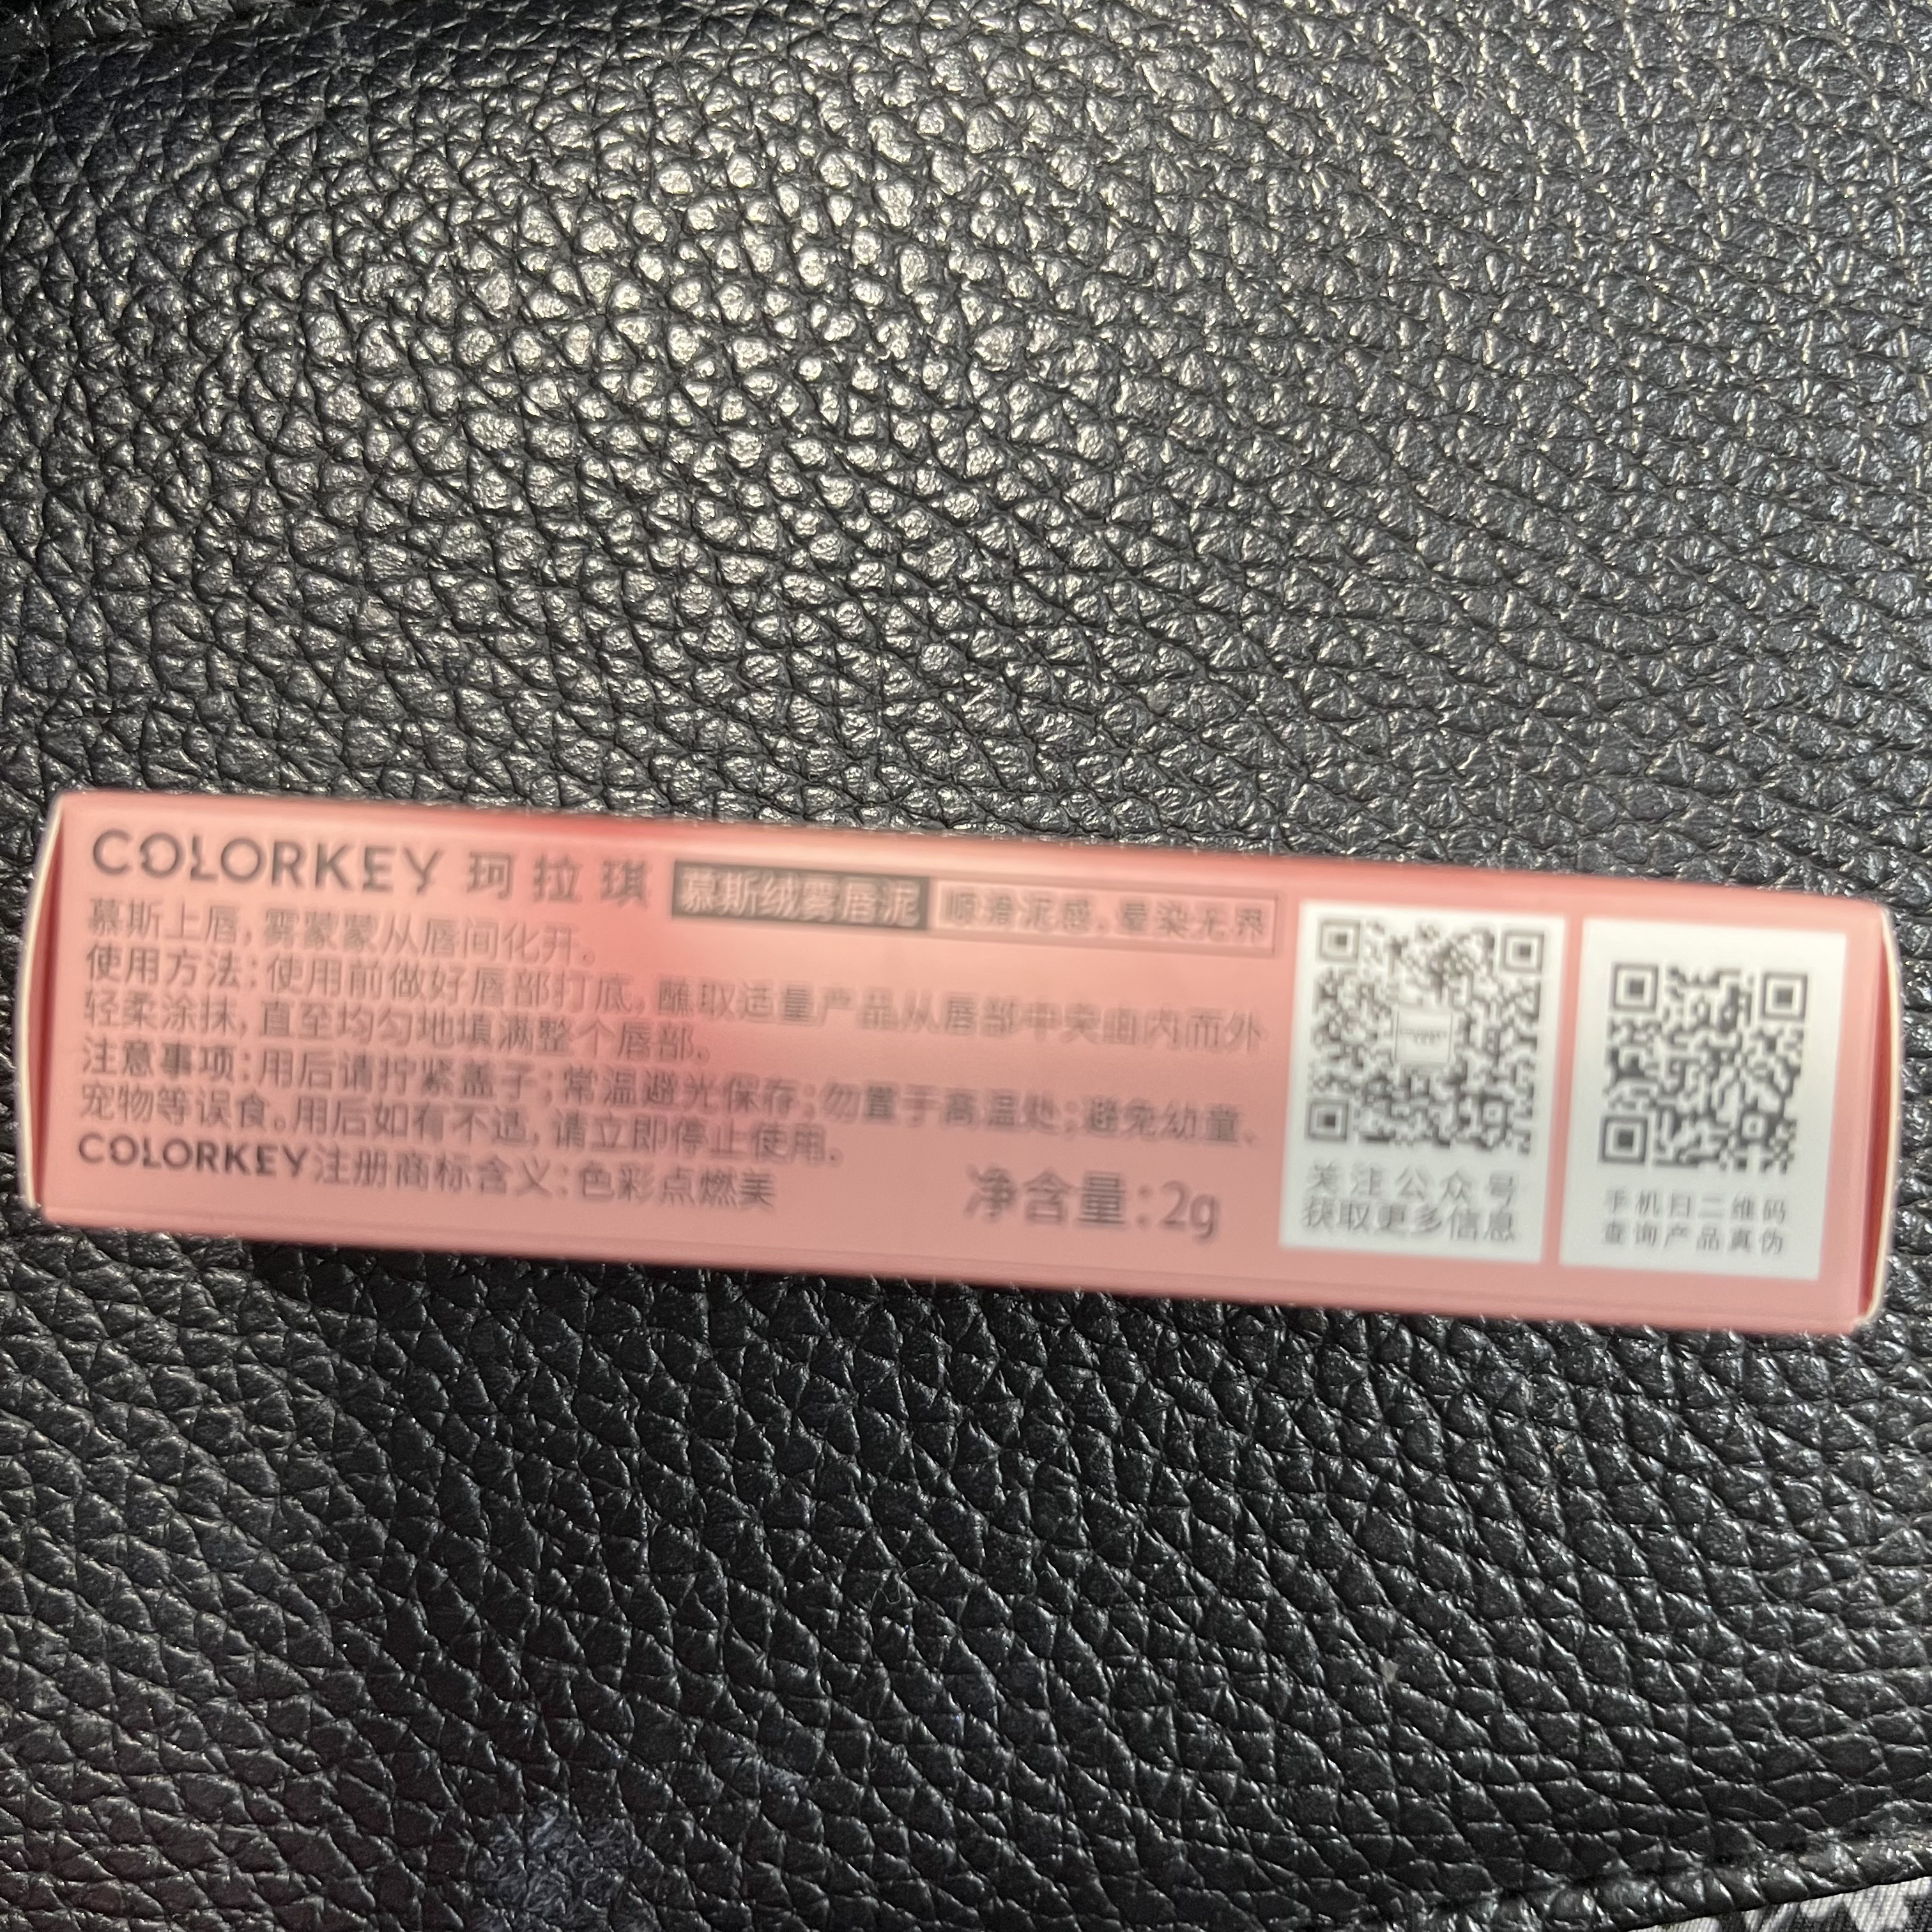 COLORKEY 珂拉琪 慕斯绒雾唇泥 顺滑泥感,晕染无界
慕斯上唇,雾蒙蒙从唇间化开。
使用方法:使用前做好唇部打底,蘸取适量产品从唇部中央由内而外
轻柔涂抹,直至均匀地填满整个唇部。
注意事项:用后请拧紧盖子;常温避光保存;勿置于高温处;避免幼童、
宠物等误食。用后如有不适,请立即停止使用.
COLORKEY注册商标含义:色彩点燃美
净含量:2g
关注公众号
获取更多信息
手机扫二维码
查询产品真伪